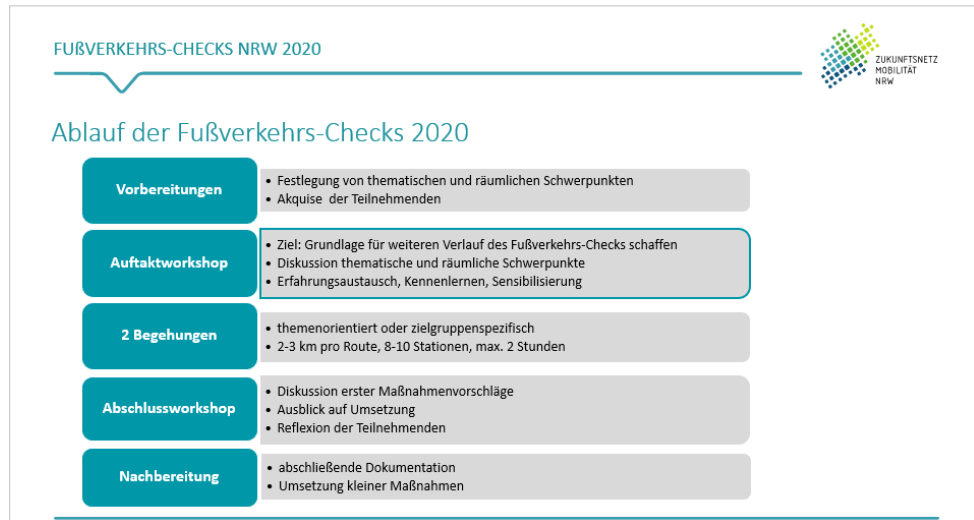 FUßVERKEHRS-CHECKS NRW 2020
ZUKUNFTSNETZ
MOBILITÄT
NRW
Ablauf der Fußverkehrs-Checks 2020
Vorbereitungen
• Festlegung von thematischen und räumlichen Schwerpunkten
• Akquise der Teilnehmenden
Auftaktworkshop
• Ziel: Grundlage für weiteren Verlauf des Fußverkehrs-Checks schaffen
• Diskussion thematische und räumliche Schwerpunkte
• Erfahrungsaustausch, Kennenlernen, Sensibilisierung
2 Begehungen
• themenorientiert oder zielgruppenspezifisch
• 2-3 km pro Route, 8-10 Stationen, max. 2 Stunden
Abschlussworkshop
• Diskussion erster Maßnahmenvorschläge
• Ausblick auf Umsetzung
• Reflexion der Teilnehmenden
Nachbereitung
• abschließende Dokumentation
• Umsetzung kleiner Maßnahmen